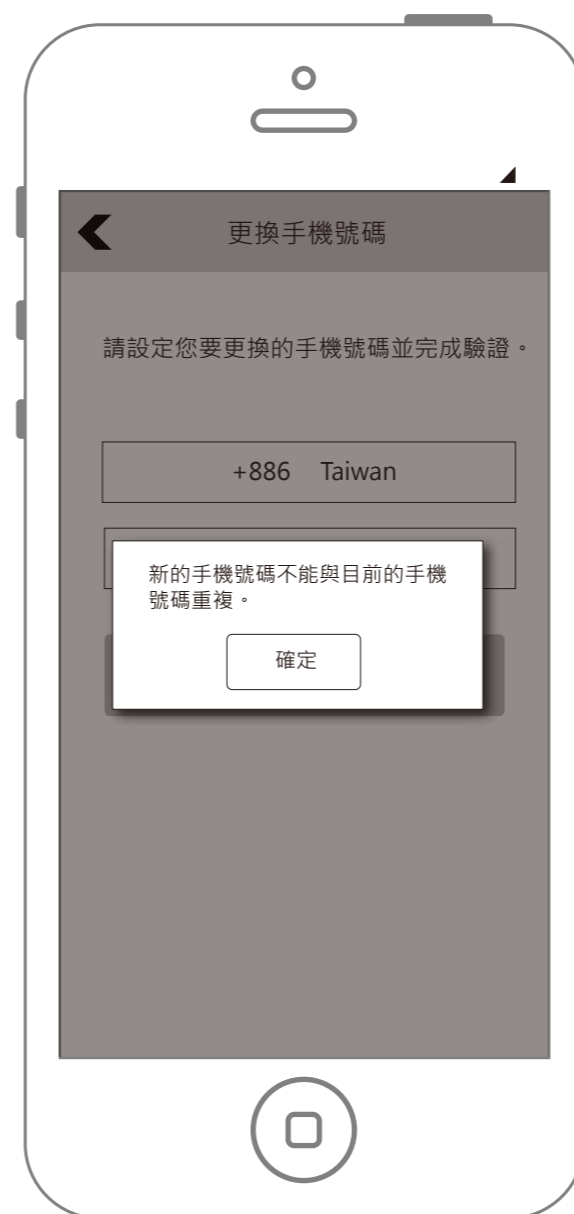 更換手機號碼
請設定您要更換的手機號碼並完成驗證。
+886 Taiwan
新的手機號碼不能與目前的手機
號碼重複。
確定